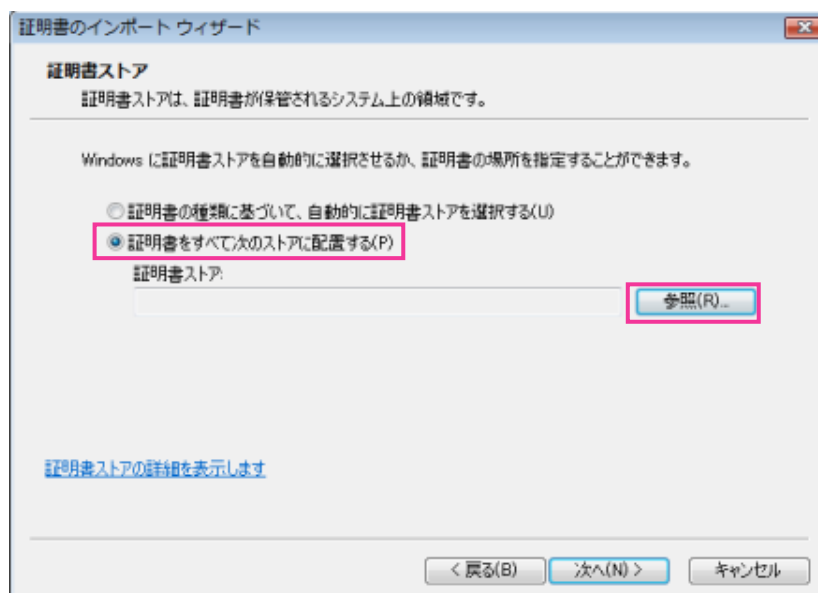 証明書のインポート ウィザード
証明書ストア
証明書ストアは、証明書が保管されるシステム上の領域です。
Windows に証明書ストアを自動的に選択させるか、証明書の場所を指定することができます。
証明書の種類に基づいて、自動的に証明書ストアを選択する(U)
証明書をすべて次のストアに配置する(P)
証明書ストア:
参照(R)...
証明書ストアの詳細を表示します
< 戻る(B) 次へ(N) > キャンセル